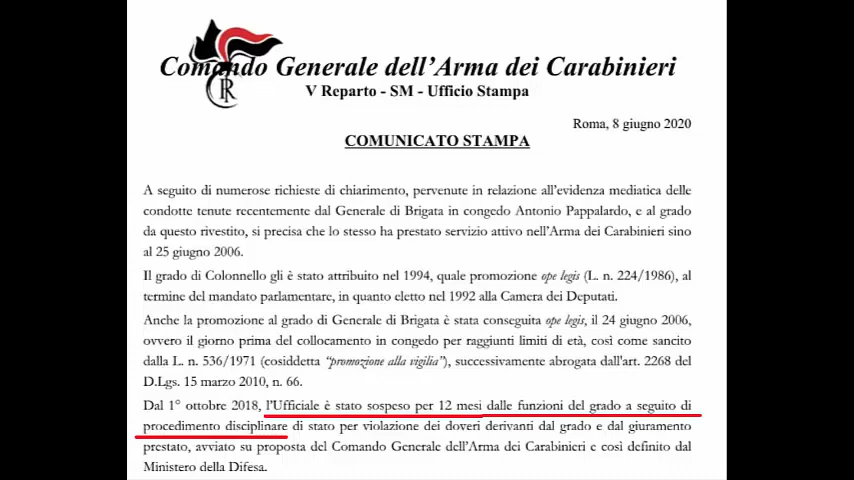 Comando Generale dell'Arma dei Carabinieri
V Reparto - SM - Ufficio Stampa
Roma, 8 giugno 2020
COMUNICATO STAMPA
A seguito di numerose richieste di chiarimento, pervenute in relazione all'evidenza mediatica delle
condotte tenute recentemente dal Generale di Brigata in congedo Antonio Pappalardo, e al grado
da questo rivestito, si precisa che lo stesso ha prestato servizio attivo nell'Arma dei Carabinieri sino
al 25 giugno 2006.
Il grado di Colonnello gli è stato attribuito nel 1994, quale promozione ope legis (L. n. 224/1986), al
termine del mandato parlamentare, in quanto eletto nel 1992 alla Camera dei Deputati.
Anche la promozione al grado di Generale di Brigata è stata conseguita ope legis, il 24 giugno 2006,
ovvero il giorno prima del collocamento in congedo per raggiunti limiti di età, così come sancito
dalla L. n. 536/1971 (cosiddetta "promozione alla vigilia"), successivamente abrogata dall'art. 2268 del
D.Lgs. 15 marzo 2010, n. 66.
Dal 1° ottobre 2018, l'Ufficiale è stato sospeso per 12 mesi dalle funzioni del grado a seguito di
procedimento disciplinare di stato per violazione dei doveri derivanti dal grado e dal giuramento
prestato, avviato su proposta del Comando Generale dell'Arma dei Carabinieri e così definito dal
Ministero della Difesa.